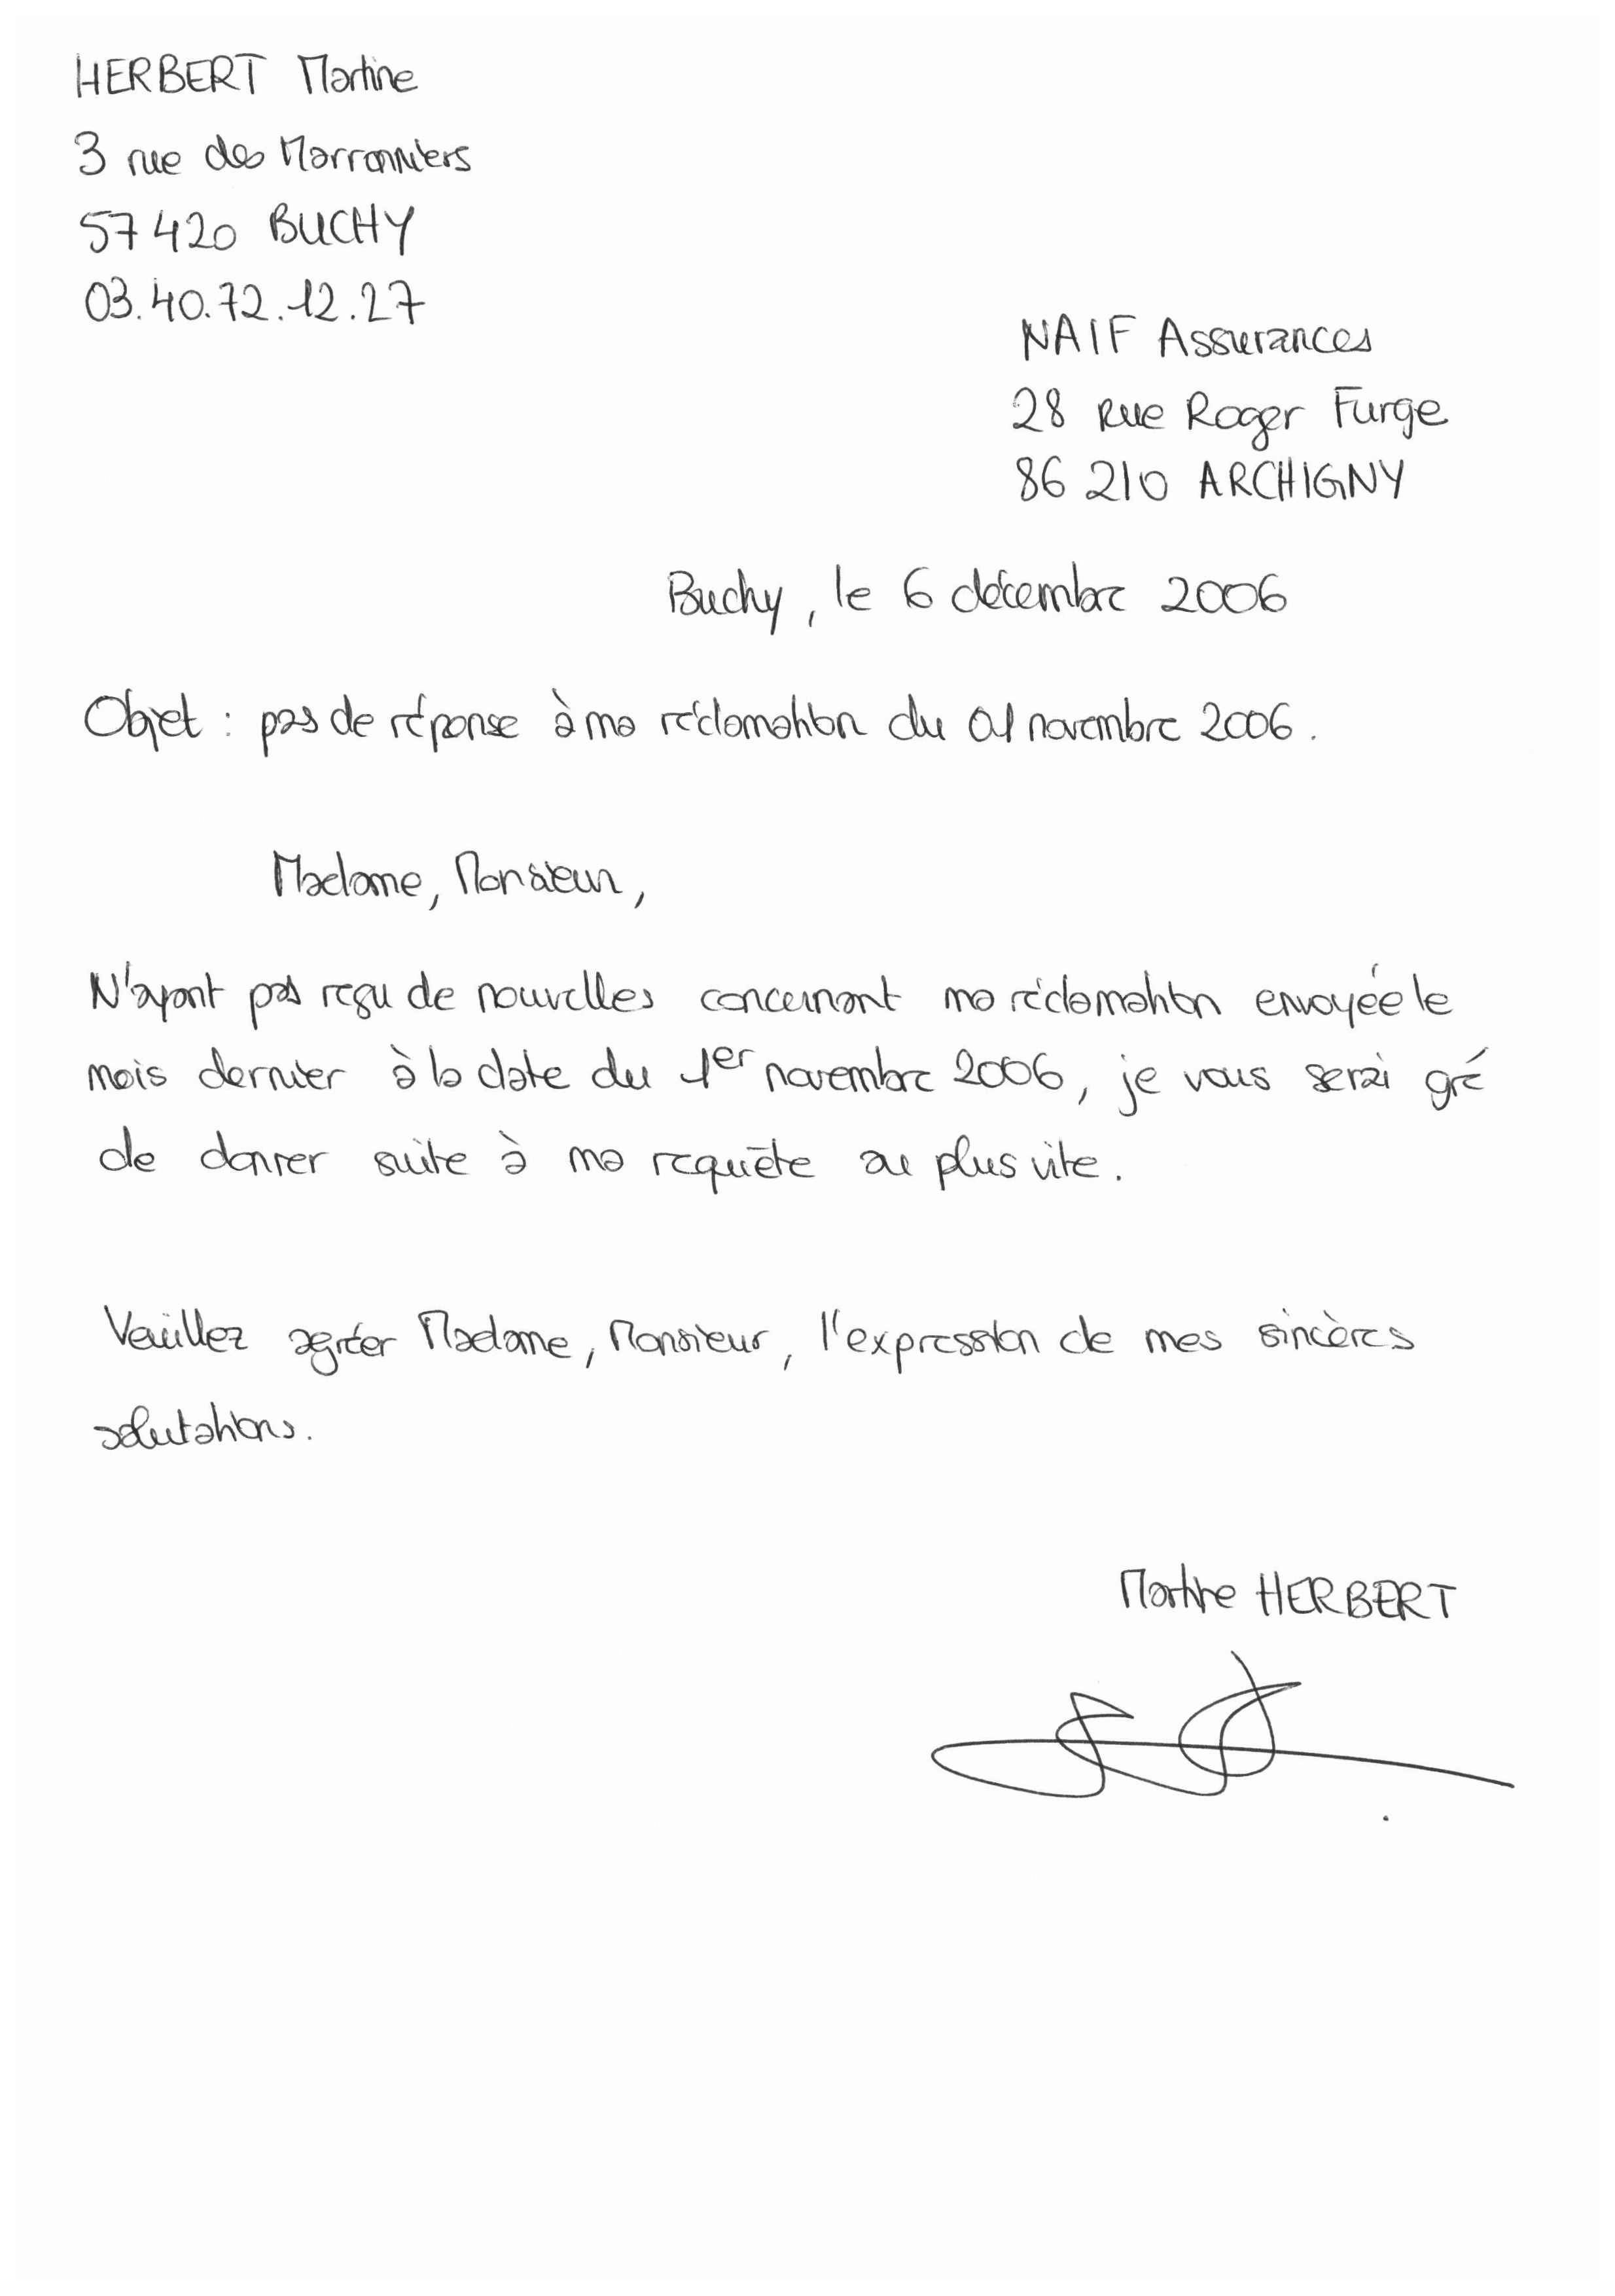 HERBERT Martine
3 rue des Marronniers
57420 BUCHY
03.40.72.12.27
NAIF Assurances
28 Rue Roger Furge
86 210 ARCHIGNY
Buchy, le 6 décembre 2006
Objet : pas de réponse à ma réclamation du 01 novembre 2006.
Madame, Monsieur,
N'ayant pas reçu de nouvelles concernant ma réclamation envoyée le
mois dernier à la date du 1er novembre 2006, je vous serai gré
de donner suite à ma requête au plus vite.
Veuillez agréer Madame, Monsieur, l'expression de mes sincères
salutations.
Martine HERBERT